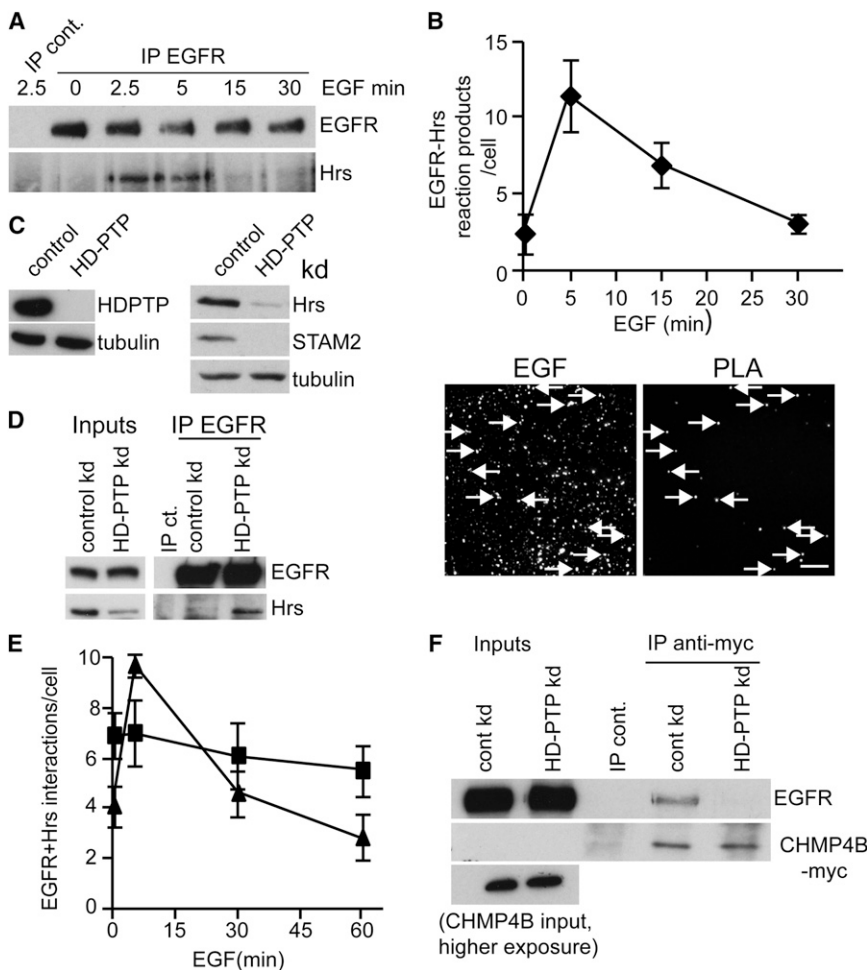 A
IP cont.
IP EGFR
2.5 0 2.5 5 15 30 EGF min
EGFR
Hrs
B
EGFR-Hrs
reaction products
/cell
15
10
5
0
0 5 10 15 20 25 30
EGF (min)
EGF PLA
C
control HD-PTP
HDPTP
tubulin
control HD-PTP kd
Hrs
STAM2
tubulin
D
Inputs IP EGFR
control kd HD-PTP kd IP ct. control kd HD-PTP kd
EGFR
Hrs
E
EGFR+Hrs interactions/cell
10
8
6
4
2
0
0 15 30 45 60
EGF(min)
F
Inputs IP anti-myc
cont kd HD-PTP kd IP cont. cont kd HD-PTP kd
EGFR
CHMP4B
-myc
(CHMP4B input,
higher exposure)